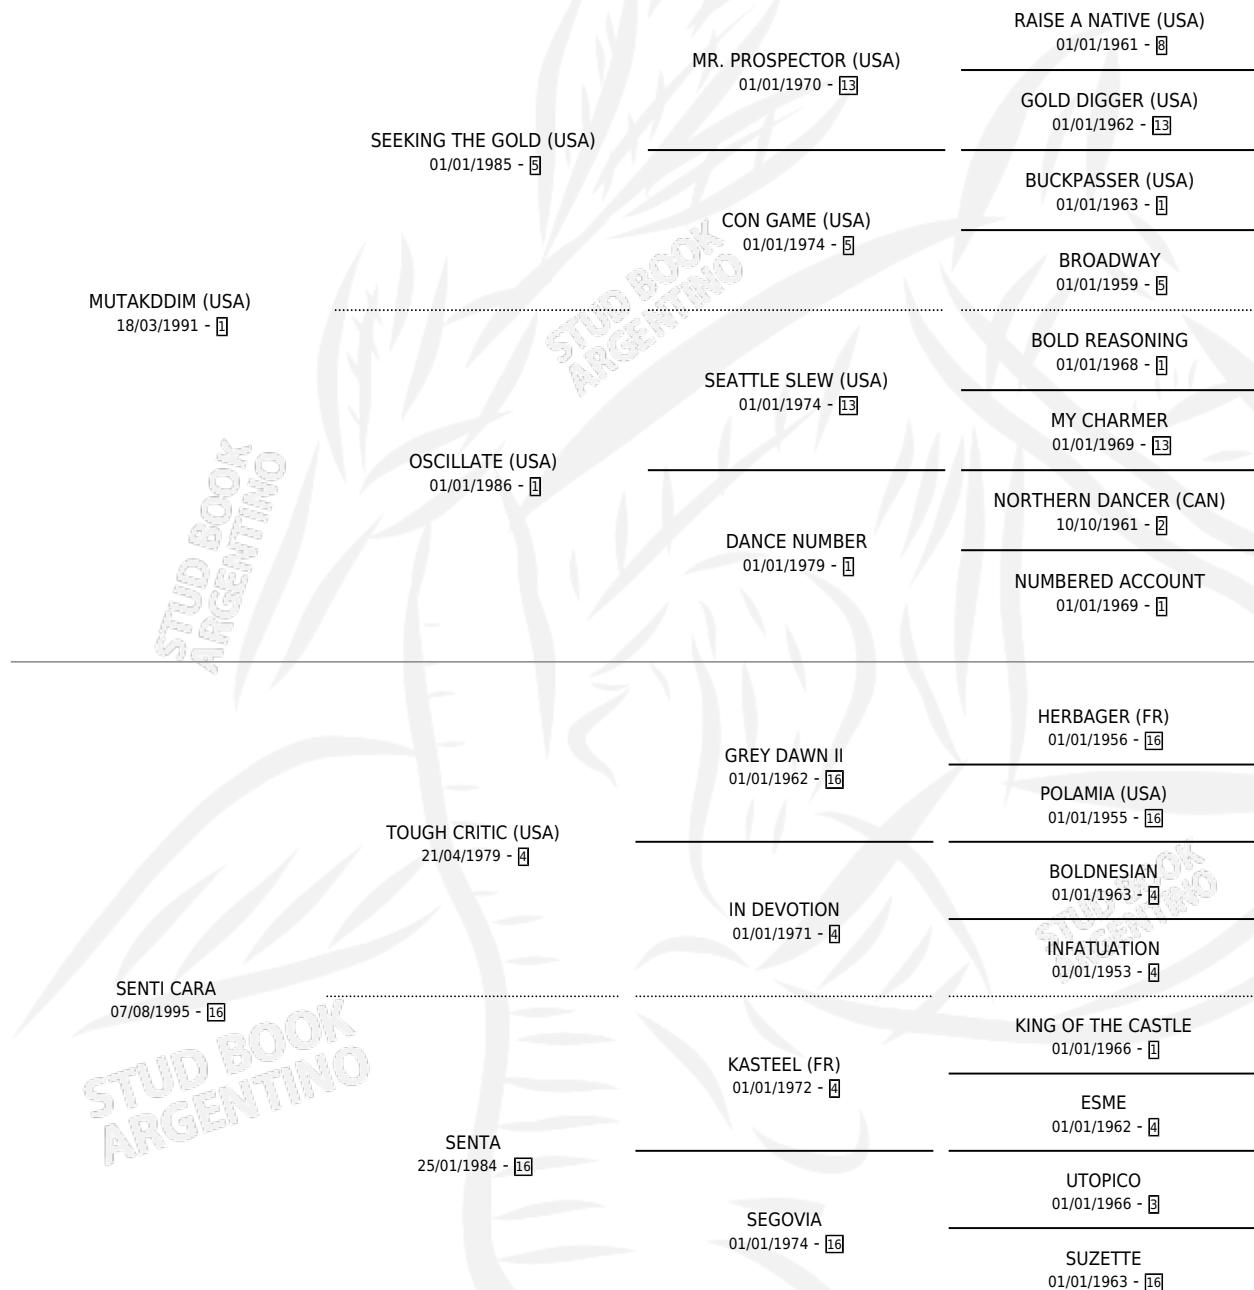 RAISE A NATIVE (USA)
01/01/1961 - 8
MR. PROSPECTOR (USA)
01/01/1970 - 13
GOLD DIGGER (USA)
01/01/1962 - 13
SEEKING THE GOLD (USA)
01/01/1985 - 5
BUCKPASSER (USA)
01/01/1963 - 1
CON GAME (USA)
01/01/1974 - 5
BROADWAY
01/01/1959 - 5
MUTAKDDIM (USA)
18/03/1991 - 1
BOLD REASONING
01/01/1968 - 1
SEATTLE SLEW (USA)
01/01/1974 - 13
MY CHARMER
01/01/1969 - 13
OSCILLATE (USA)
01/01/1986 - 1
NORTHERN DANCER (CAN)
10/10/1961 - 2
DANCE NUMBER
01/01/1979 - 1
NUMBERED ACCOUNT
01/01/1969 - 1
HERBAGER (FR)
01/01/1956 - 16
GREY DAWN II
01/01/1962 - 16
POLAMIA (USA)
01/01/1955 - 16
TOUGH CRITIC (USA)
21/04/1979 - 4
BOLDNESIAN
01/01/1963 - 4
IN DEVOTION
01/01/1971 - 4
INFATUATION
01/01/1953 - 4
SENTI CARA
07/08/1995 - 16
KING OF THE CASTLE
01/01/1966 - 1
KASTEEL (FR)
01/01/1972 - 4
ESME
01/01/1962 - 4
SENTA
25/01/1984 - 16
UTOPICO
01/01/1966 - 3
SEGOVIA
01/01/1974 - 16
SUZETTE
01/01/1963 - 16
STUD BOOK
ARGENTINO
STUD BOOK
ARGENTINO
STUD BOOK
ARGENTINO
STUD BOOK
ARGENTINO